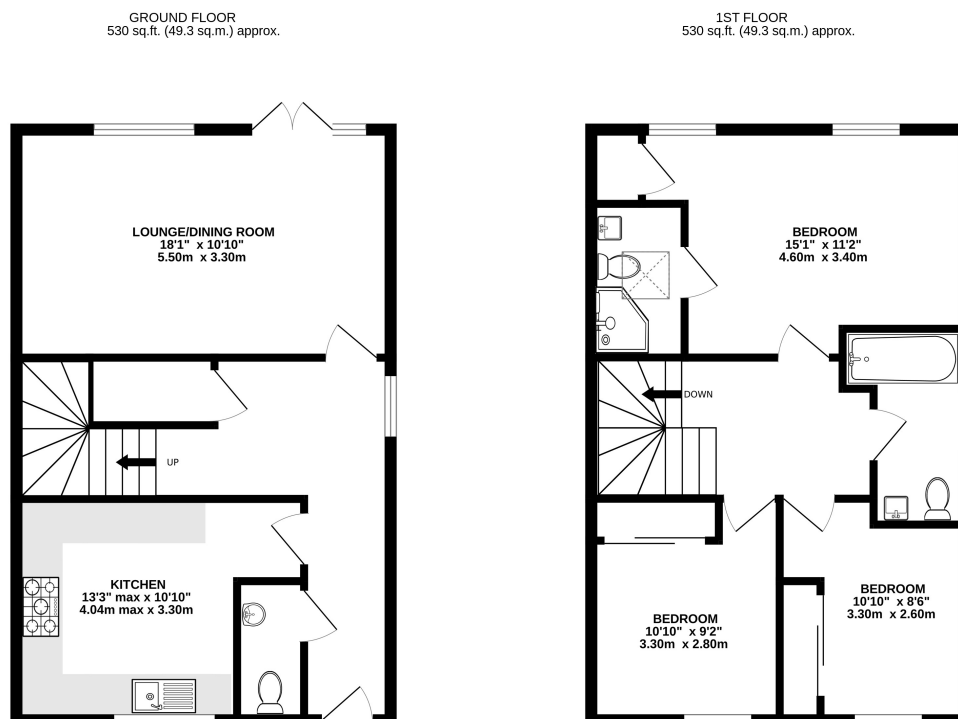 GROUND FLOOR
530 sq.ft. (49.3 sq.m.) approx.
LOUNGE/DINING ROOM
18'1" x 10'10"
5.50m x 3.30m
UP
KITCHEN
13'3" max x 10'10"
4.04m max x 3.30m
1ST FLOOR
530 sq.ft. (49.3 sq.m.) approx.
BEDROOM
15'1" x 11'2"
4.60m x 3.40m
DOWN
BEDROOM
10'10" x 9'2"
3.30m x 2.80m
BEDROOM
10'10" x 8'6"
3.30m x 2.60m